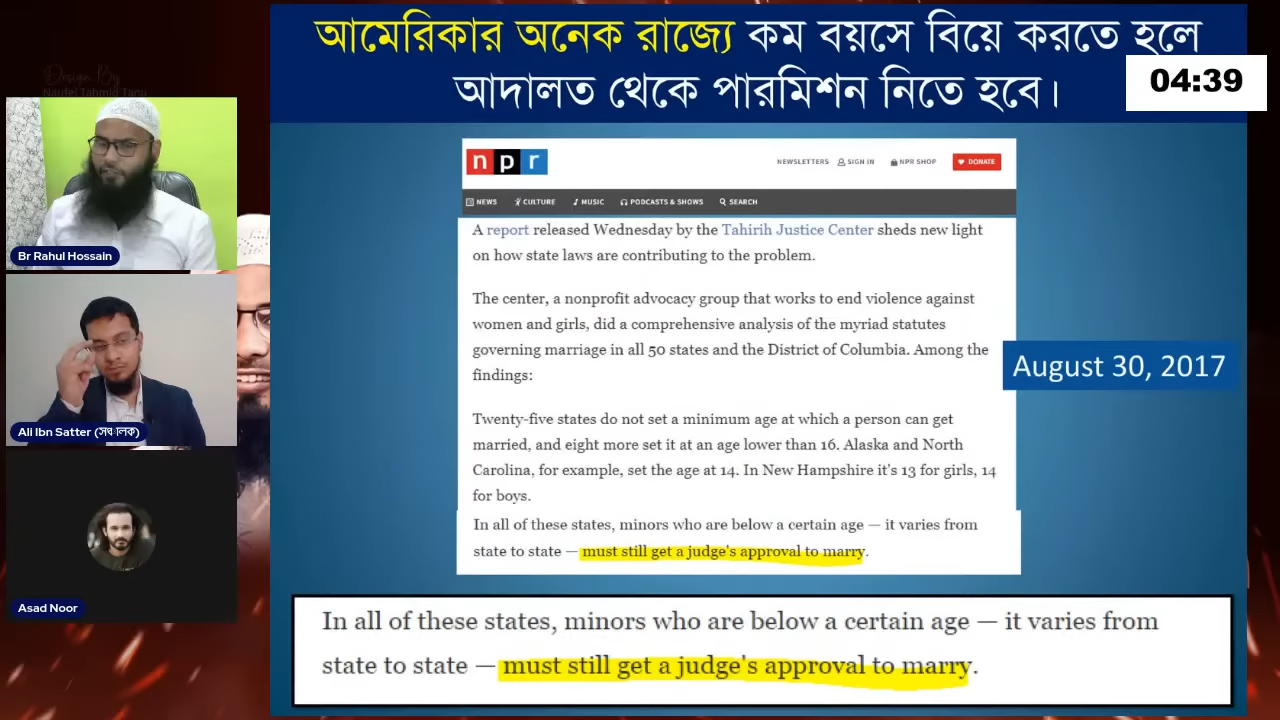 আমেরিকার অনেক রাজ্যে কম বয়সে বিয়ে করতে হলে
আদালত থেকে পারমিশন নিতে হবে।
04:39
Design By
Naufel Tahmid Tanu
Br Rahul Hossain
Ali Ibn Satter (সঞ্চালক)
Asad Noor
npr
NEWSLETTERS SIGN IN NPR SHOP DONATE
NEWS CULTURE MUSIC PODCASTS & SHOWS SEARCH
A report released Wednesday by the Tahirih Justice Center sheds new light
on how state laws are contributing to the problem.
The center, a nonprofit advocacy group that works to end violence against
women and girls, did a comprehensive analysis of the myriad statutes
governing marriage in all 50 states and the District of Columbia. Among the
findings:
August 30, 2017
Twenty-five states do not set a minimum age at which a person can get
married, and eight more set it at an age lower than 16. Alaska and North
Carolina, for example, set the age at 14. In New Hampshire it's 13 for girls, 14
for boys.
In all of these states, minors who are below a certain age — it varies from
state to state — must still get a judge's approval to marry.
In all of these states, minors who are below a certain age — it varies from
state to state — must still get a judge's approval to marry.